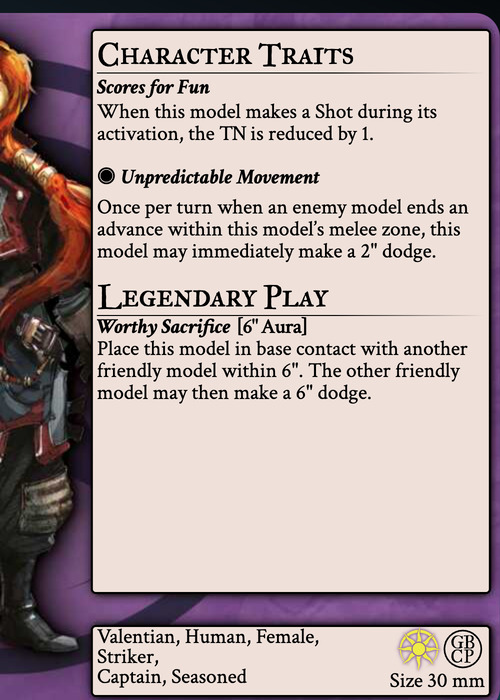 Character Traits
Scores for Fun
When this model makes a Shot during its
activation, the TN is reduced by 1.
Unpredictable Movement
Once per turn when an enemy model ends an
advance within this model's melee zone, this
model may immediately make a 2" dodge.
Legendary Play
Worthy Sacrifice [6" Aura]
Place this model in base contact with another
friendly model within 6". The other friendly
model may then make a 6" dodge.
Valentian, Human, Female,
Striker,
Captain, Seasoned
GB
CP
Size 30 mm